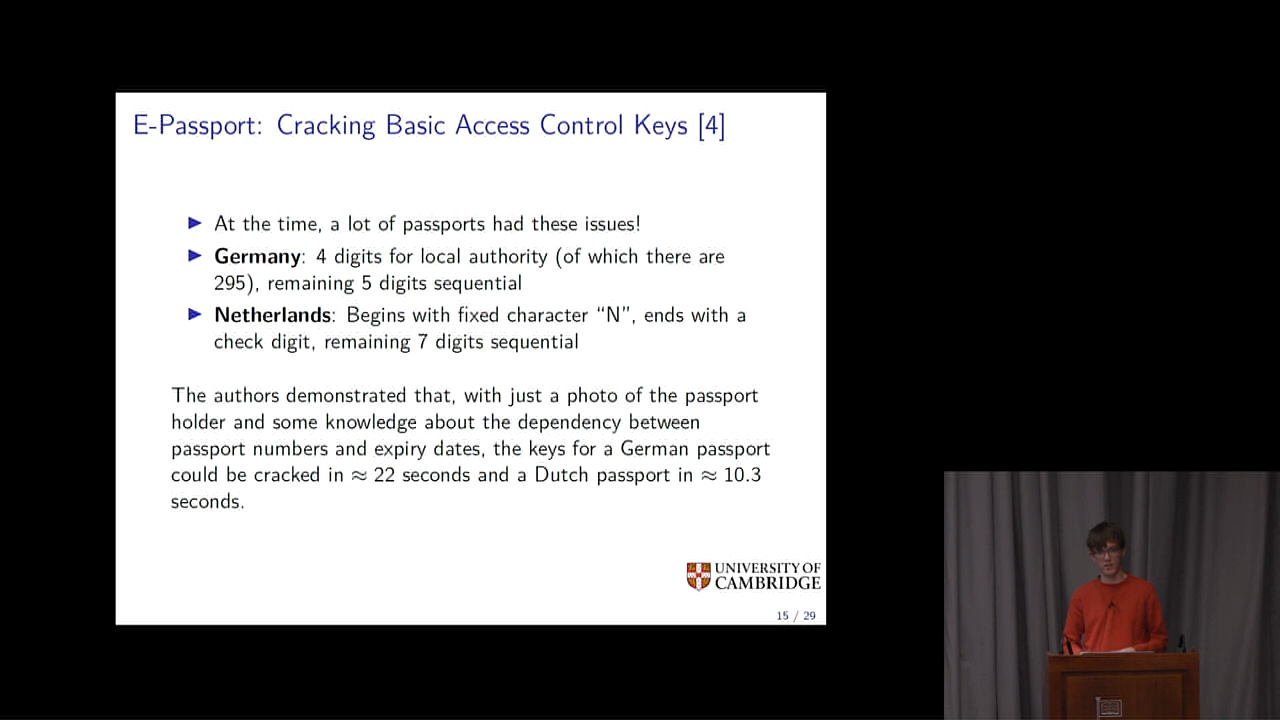 E-Passport: Cracking Basic Access Control Keys [4]
▶ At the time, a lot of passports had these issues!
▶ Germany: 4 digits for local authority (of which there are
295), remaining 5 digits sequential
▶ Netherlands: Begins with fixed character “N”, ends with a
check digit, remaining 7 digits sequential
The authors demonstrated that, with just a photo of the passport
holder and some knowledge about the dependency between
passport numbers and expiry dates, the keys for a German passport
could be cracked in ≈ 22 seconds and a Dutch passport in ≈ 10.3
seconds.
UNIVERSITY OF
CAMBRIDGE
15 / 29